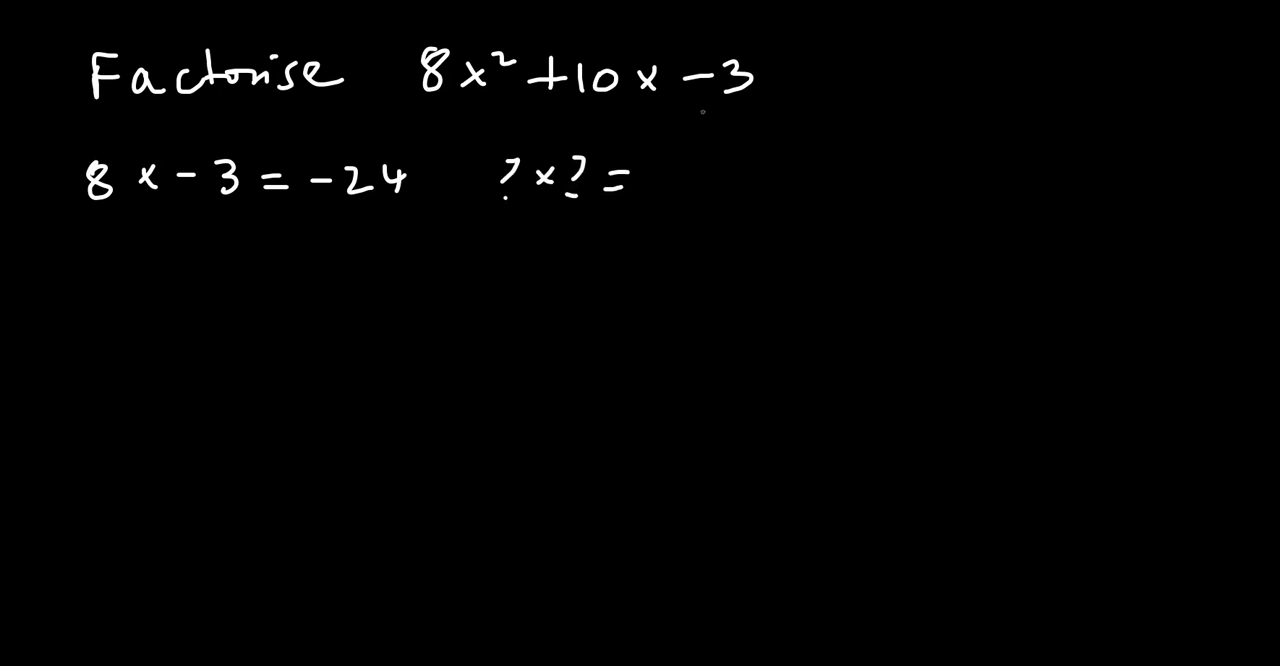 Factorise 8x² +10x -3
8 x - 3 = - 24 ? x ? =